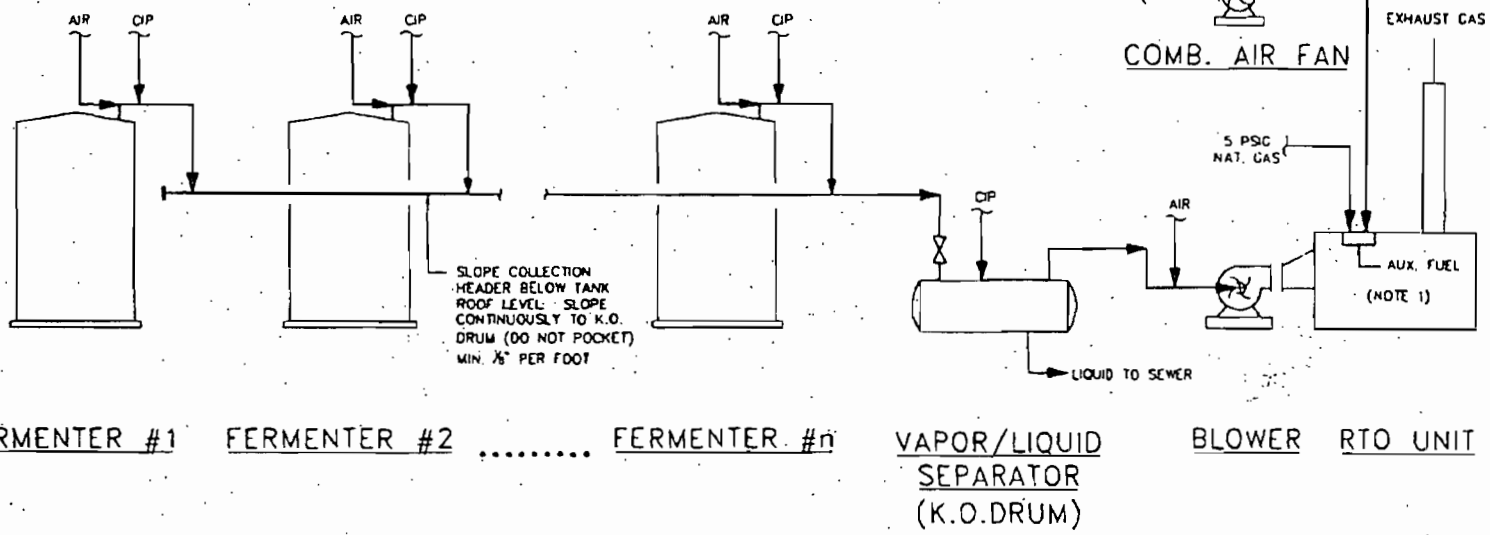 AIR
CIP
AIR
CIP
AIR
CIP
EXHAUST GAS
COMB. AIR FAN
5 PSIG
NAT. GAS
CIP
AIR
AUX. FUEL
(NOTE 1)
SLOPE COLLECTION
HEADER BELOW TANK
ROOF LEVEL: SLOPE
CONTINUOUSLY TO K.O.
DRUM (DO NOT POCKET)
MIN. ⅛" PER FOOT
LIQUID TO SEWER
RMENTER #1
FERMENTER #2
.........
FERMENTER #n
VAPOR/LIQUID
SEPARATOR
(K.O.DRUM)
BLOWER
RTO UNIT